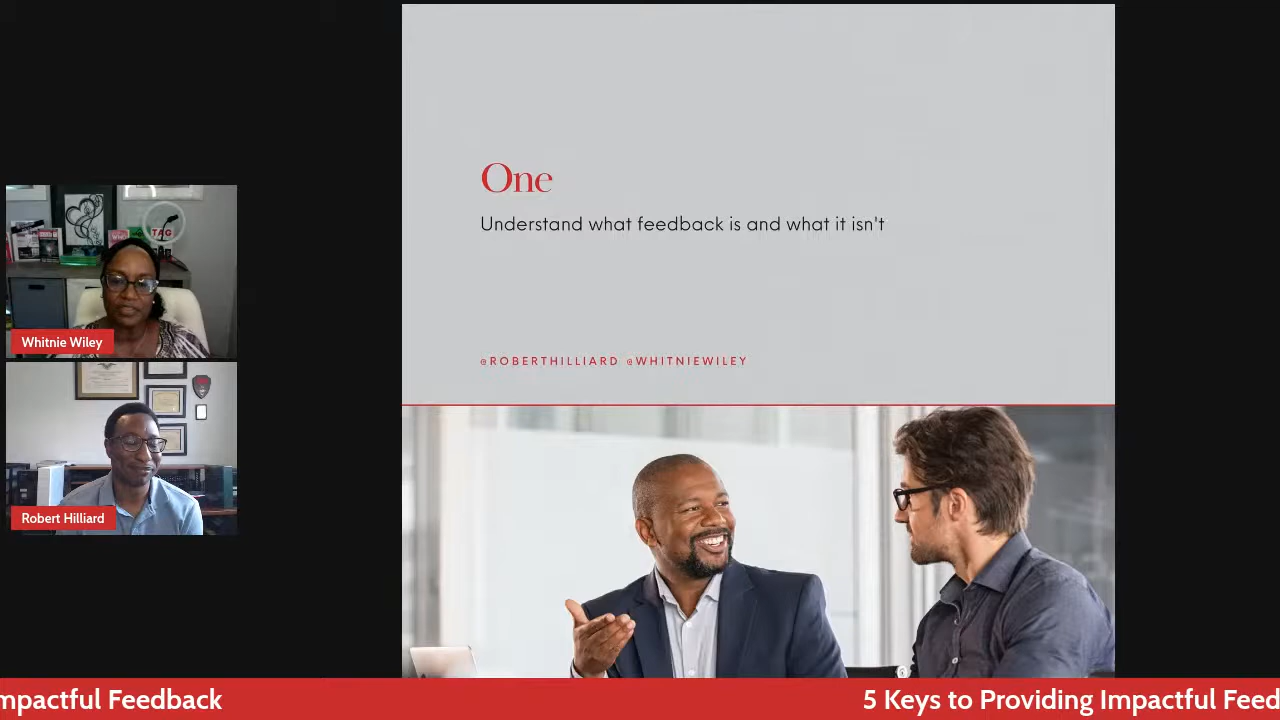 One
Understand what feedback is and what it isn't
@ROBERTHILLIARD @WHITNIEWILEY
TAG
Whitnie Wiley
Robert Hilliard
mpactful Feedback
5 Keys to Providing Impactful Feed